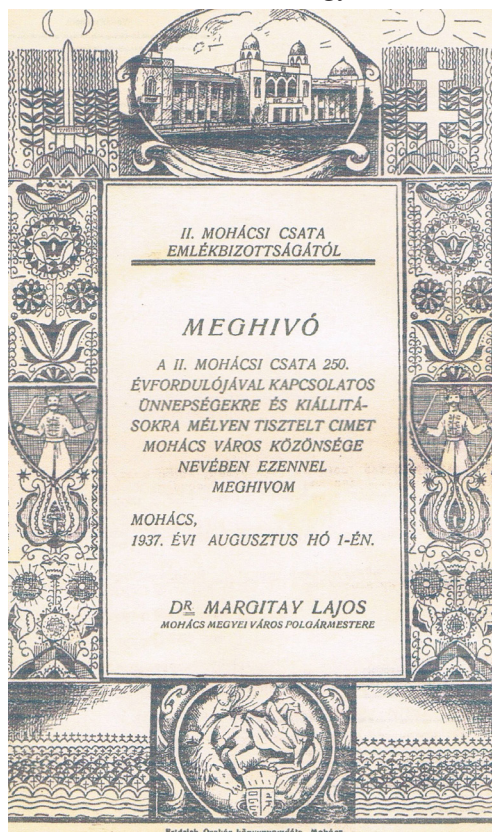 II. MOHÁCSI CSATA
EMLÉKBIZOTTSÁGÁTÓL
MEGHIVÓ
A II. MOHÁCSI CSATA 250.
ÉVFORDULÓJÁVAL KAPCSOLATOS
ÜNNEPSÉGEKRE ÉS KIÁLLITÁ-
SOKRA MÉLYEN TISZTELT CIMET
MOHÁCS VÁROS KÖZÖNSÉGE
NEVÉBEN EZENNEL
MEGHIVOM
MOHÁCS,
1937. ÉVI AUGUSZTUS HÓ 1-ÉN.
DR MARGITAY LAJOS
MOHÁCS MEGYEI VÁROS POLGÁRMESTERE